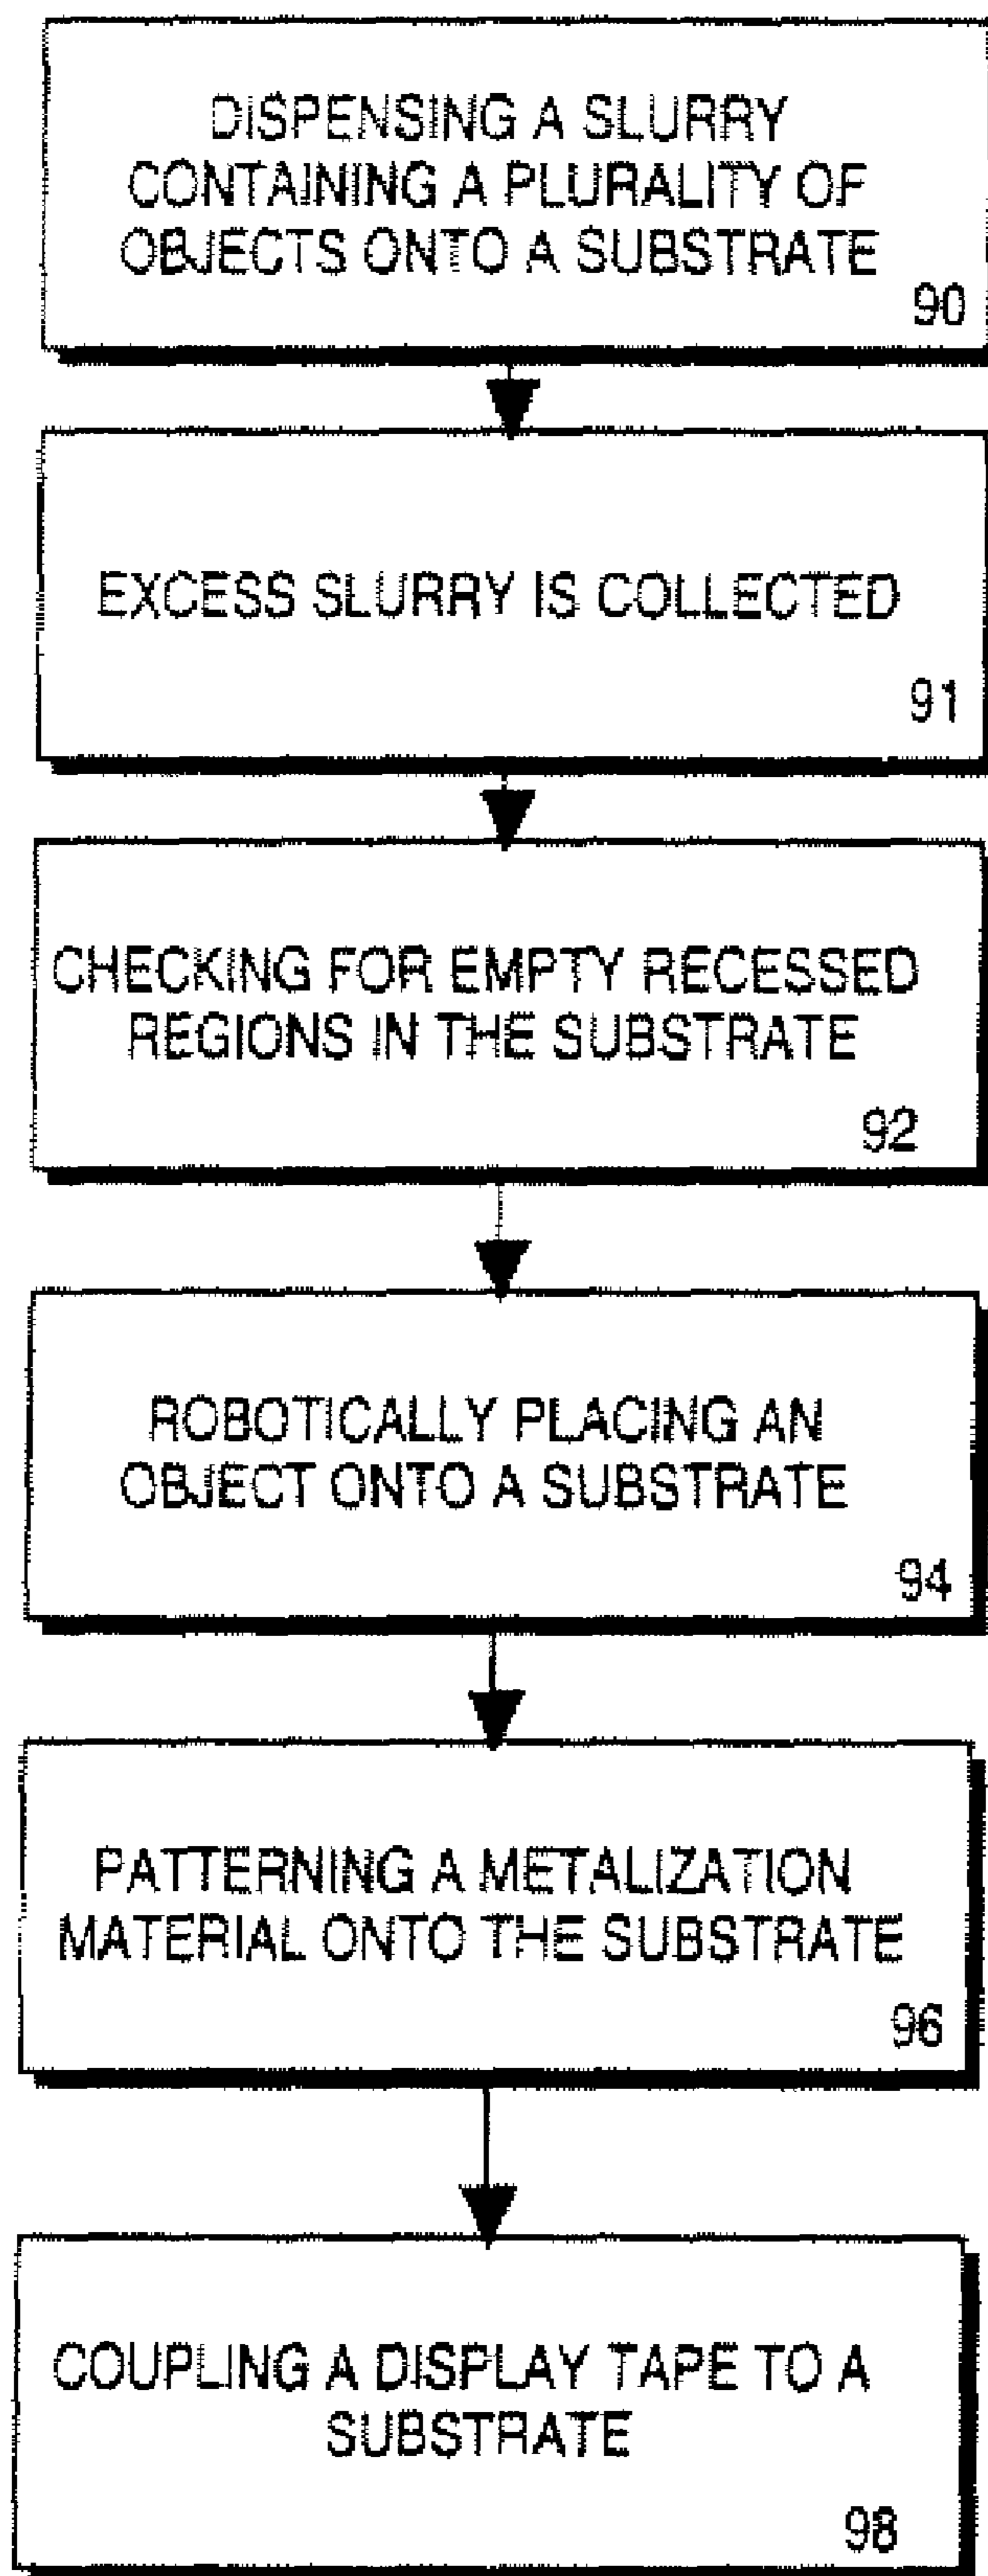 DISPENSING A SLURRY
CONTAINING A PLURALITY OF
OBJECTS ONTO A SUBSTRATE
90
EXCESS SLURRY IS COLLECTED
91
CHECKING FOR EMPTY RECESSED
REGIONS IN THE SUBSTRATE
92
ROBOTICALLY PLACING AN
OBJECT ONTO A SUBSTRATE
94
PATTERNING A METALIZATION
MATERIAL ONTO THE SUBSTRATE
96
COUPLING A DISPLAY TAPE TO A
SUBSTRATE
98